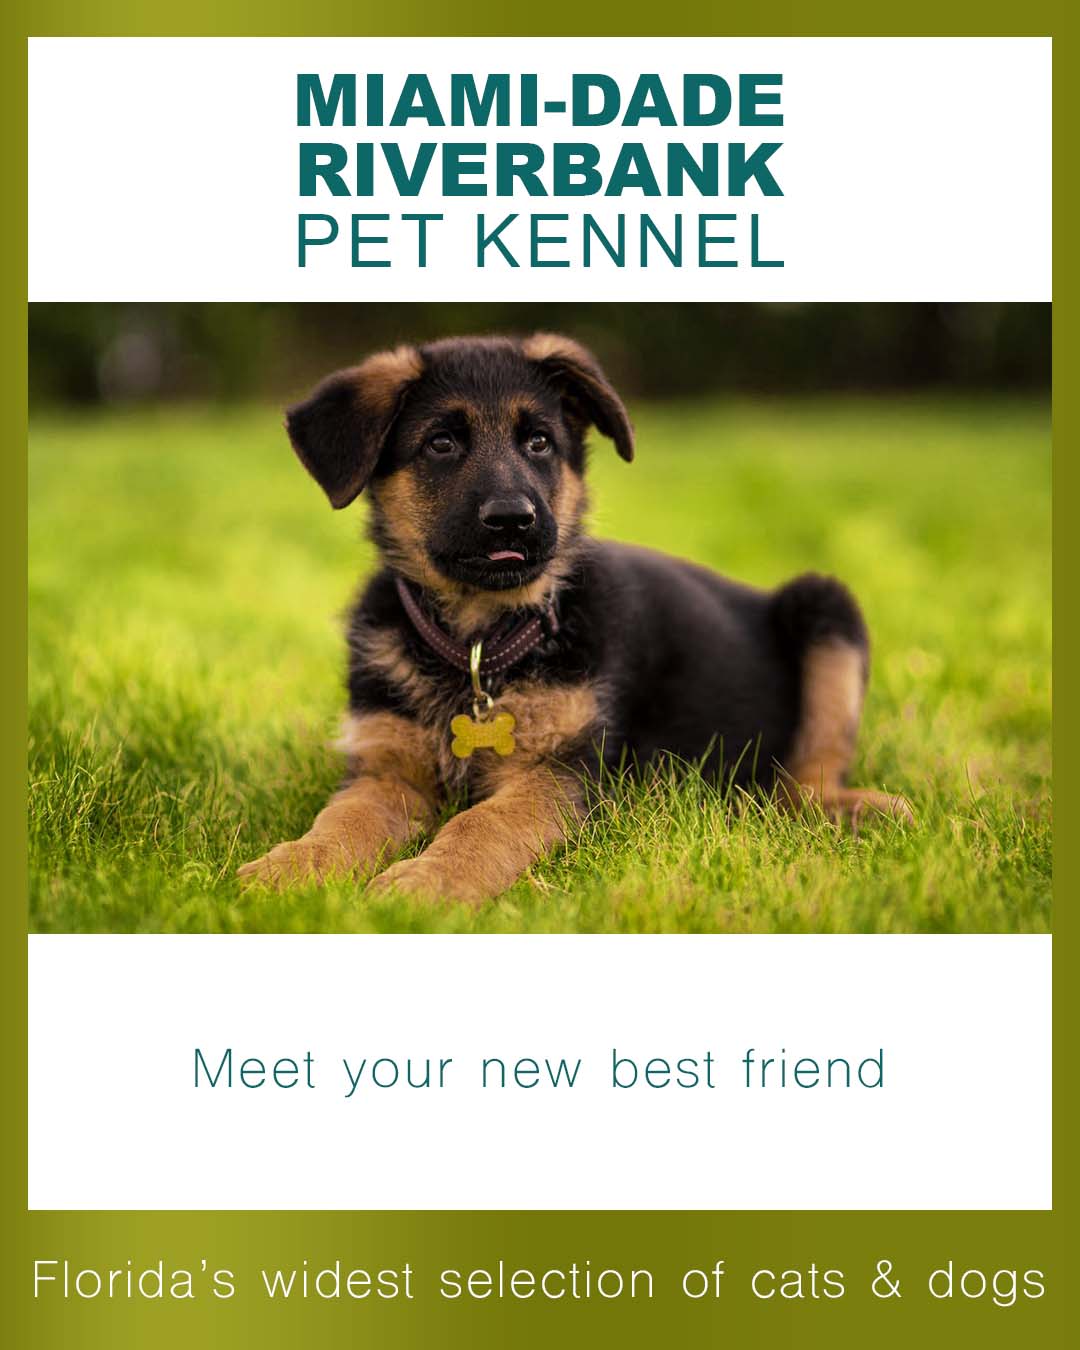 MIAMI-DADE
RIVERBANK
PET KENNEL
Meet your new best friend
Florida’s widest selection of cats & dogs